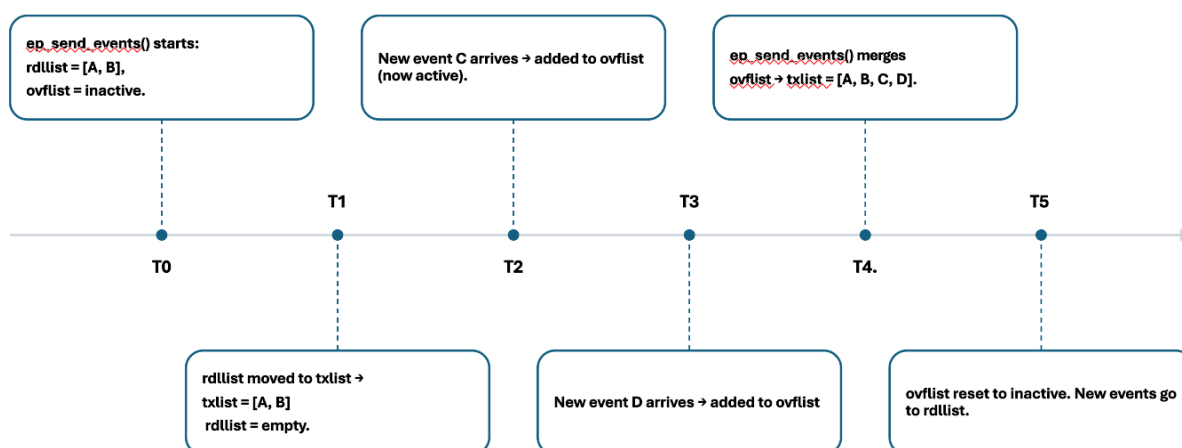 ep_send_events() starts:
rdllist = [A, B],
ovflist = inactive.
New event C arrives → added to ovflist
(now active).
ep_send_events() merges
ovflist → txlist = [A, B, C, D].
T1
T3
T5
T0
T2
T4.
rdllist moved to txlist →
txlist = [A, B]
rdllist = empty.
New event D arrives → added to ovflist
ovflist reset to inactive. New events go
to rdllist.